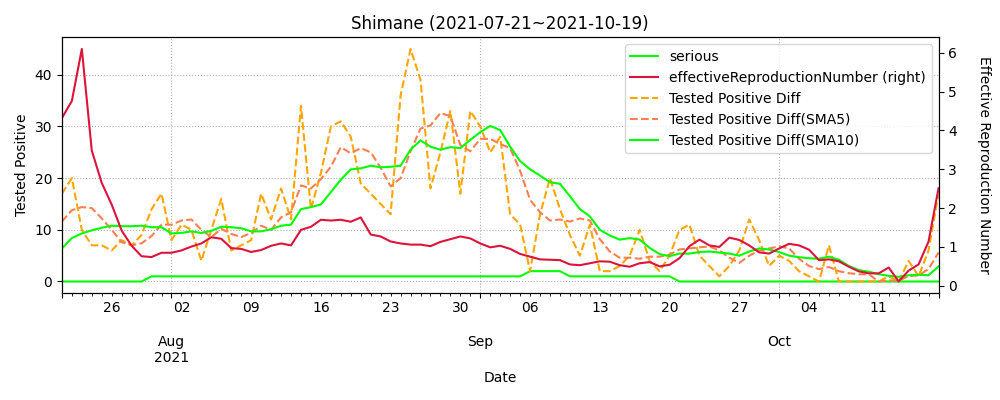 Shimane (2021-07-21~2021-10-19)
serious
effectiveReproductionNumber (right)
Tested Positive Diff
Tested Positive Diff(SMA5)
Tested Positive Diff(SMA10)
Tested Positive
40
30
20
10
0
Effective Reproduction Number
6
5
4
3
2
1
0
26 02 09 16 23 30 06 13 20 27 04 11
Aug Sep Oct
2021
Date